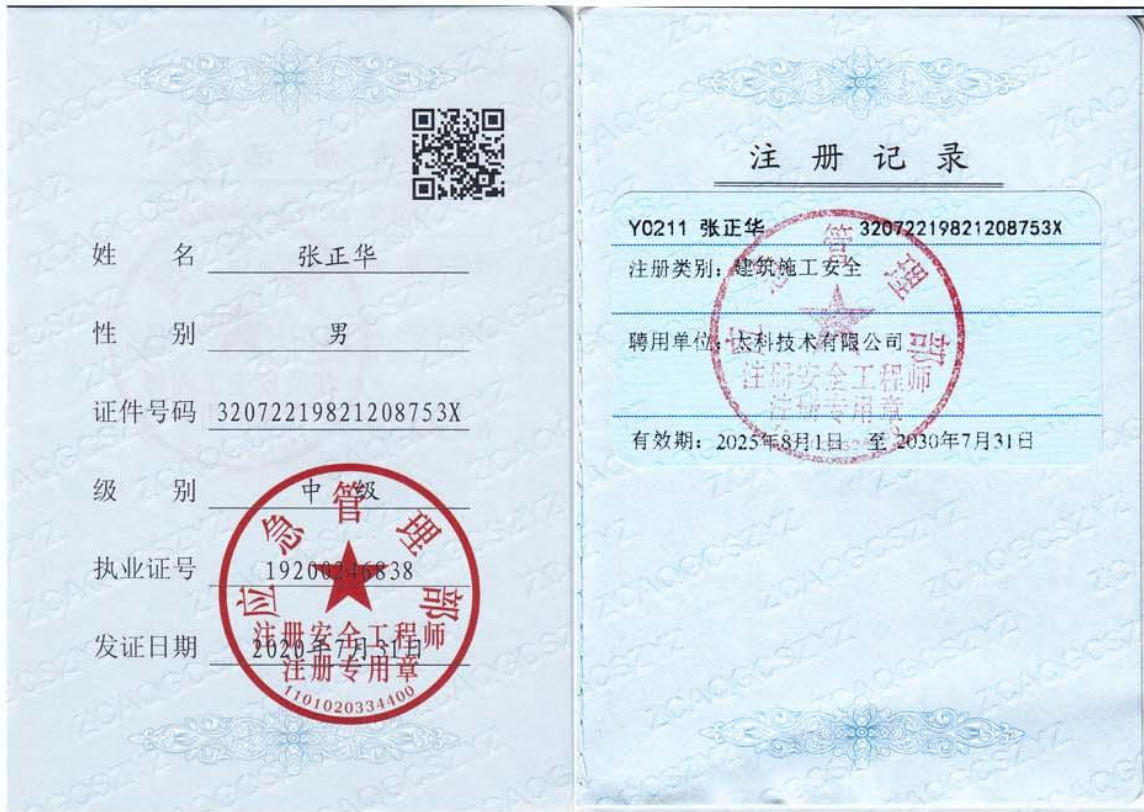 姓 名 张正华
性 别 男
证件号码 32072219821208753X
级 别 中 级
执业证号 19200246838
发证日期 2020年7月31日
应急管理部
注册安全工程师
注册专用章
1101020334400
注 册 记 录
Y0211 张正华 32072219821208753X
注册类别：建筑施工安全
聘用单位：太科技术有限公司
有效期：2025年8月1日 至 2030年7月31日
应急管理部
注册安全工程师
注册专用章